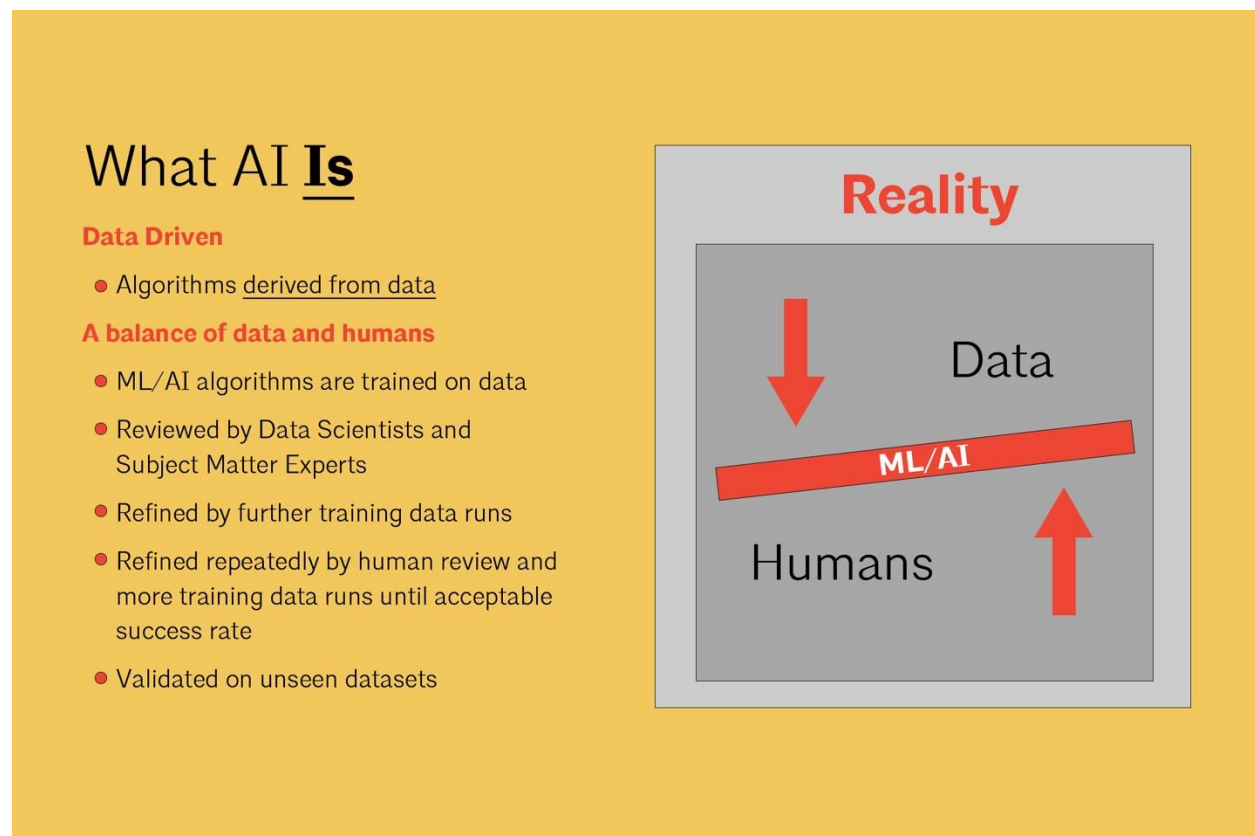 What AI Is
Data Driven
Algorithms derived from data
A balance of data and humans
ML/AI algorithms are trained on data
Reviewed by Data Scientists and
Subject Matter Experts
Refined by further training data runs
Refined repeatedly by human review and
more training data runs until acceptable
success rate
Validated on unseen datasets
Reality
Data
ML/AI
Humans